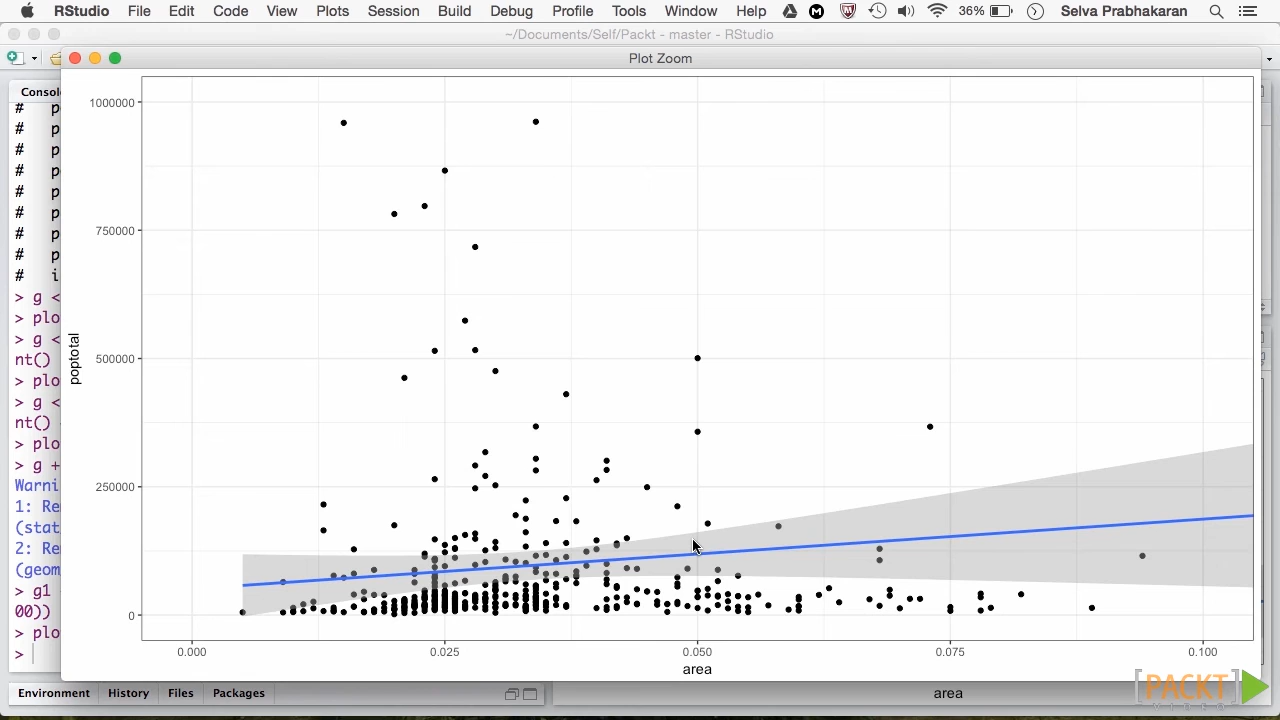 RStudio File Edit Code View Plots Session Build Debug Profile Tools Window Help 36% Selva Prabhakaran
~/Documents/Self/Packt - master - RStudio
Plot Zoom
Consol
# p
# p
# p
# p
# p
# p
# p
# p
# i
> g <
> plo
> g <
nt()
> plo
> g <
nt()
> plo
> g +
Warni
1: Re
(stat
2: Re
(geom
> g1
00))
> plo
>
1000000
750000
500000
250000
0
poptotal
0.000 0.025 0.050 0.075 0.100
area
Environment History Files Packages
area
[PACKT]
VIDEO